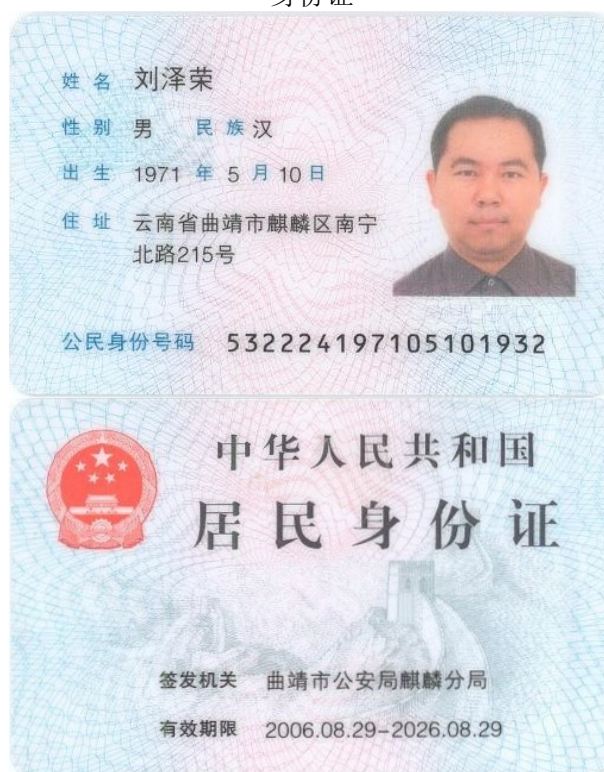 身份证
姓名 刘泽荣
性别 男 民族 汉
出生 1971 年 5 月 10 日
住址 云南省曲靖市麒麟区南宁
北路215号
公民身份号码 532224197105101932
中华人民共和国
居民身份证
签发机关 曲靖市公安局麒麟分局
有效期限 2006.08.29-2026.08.29